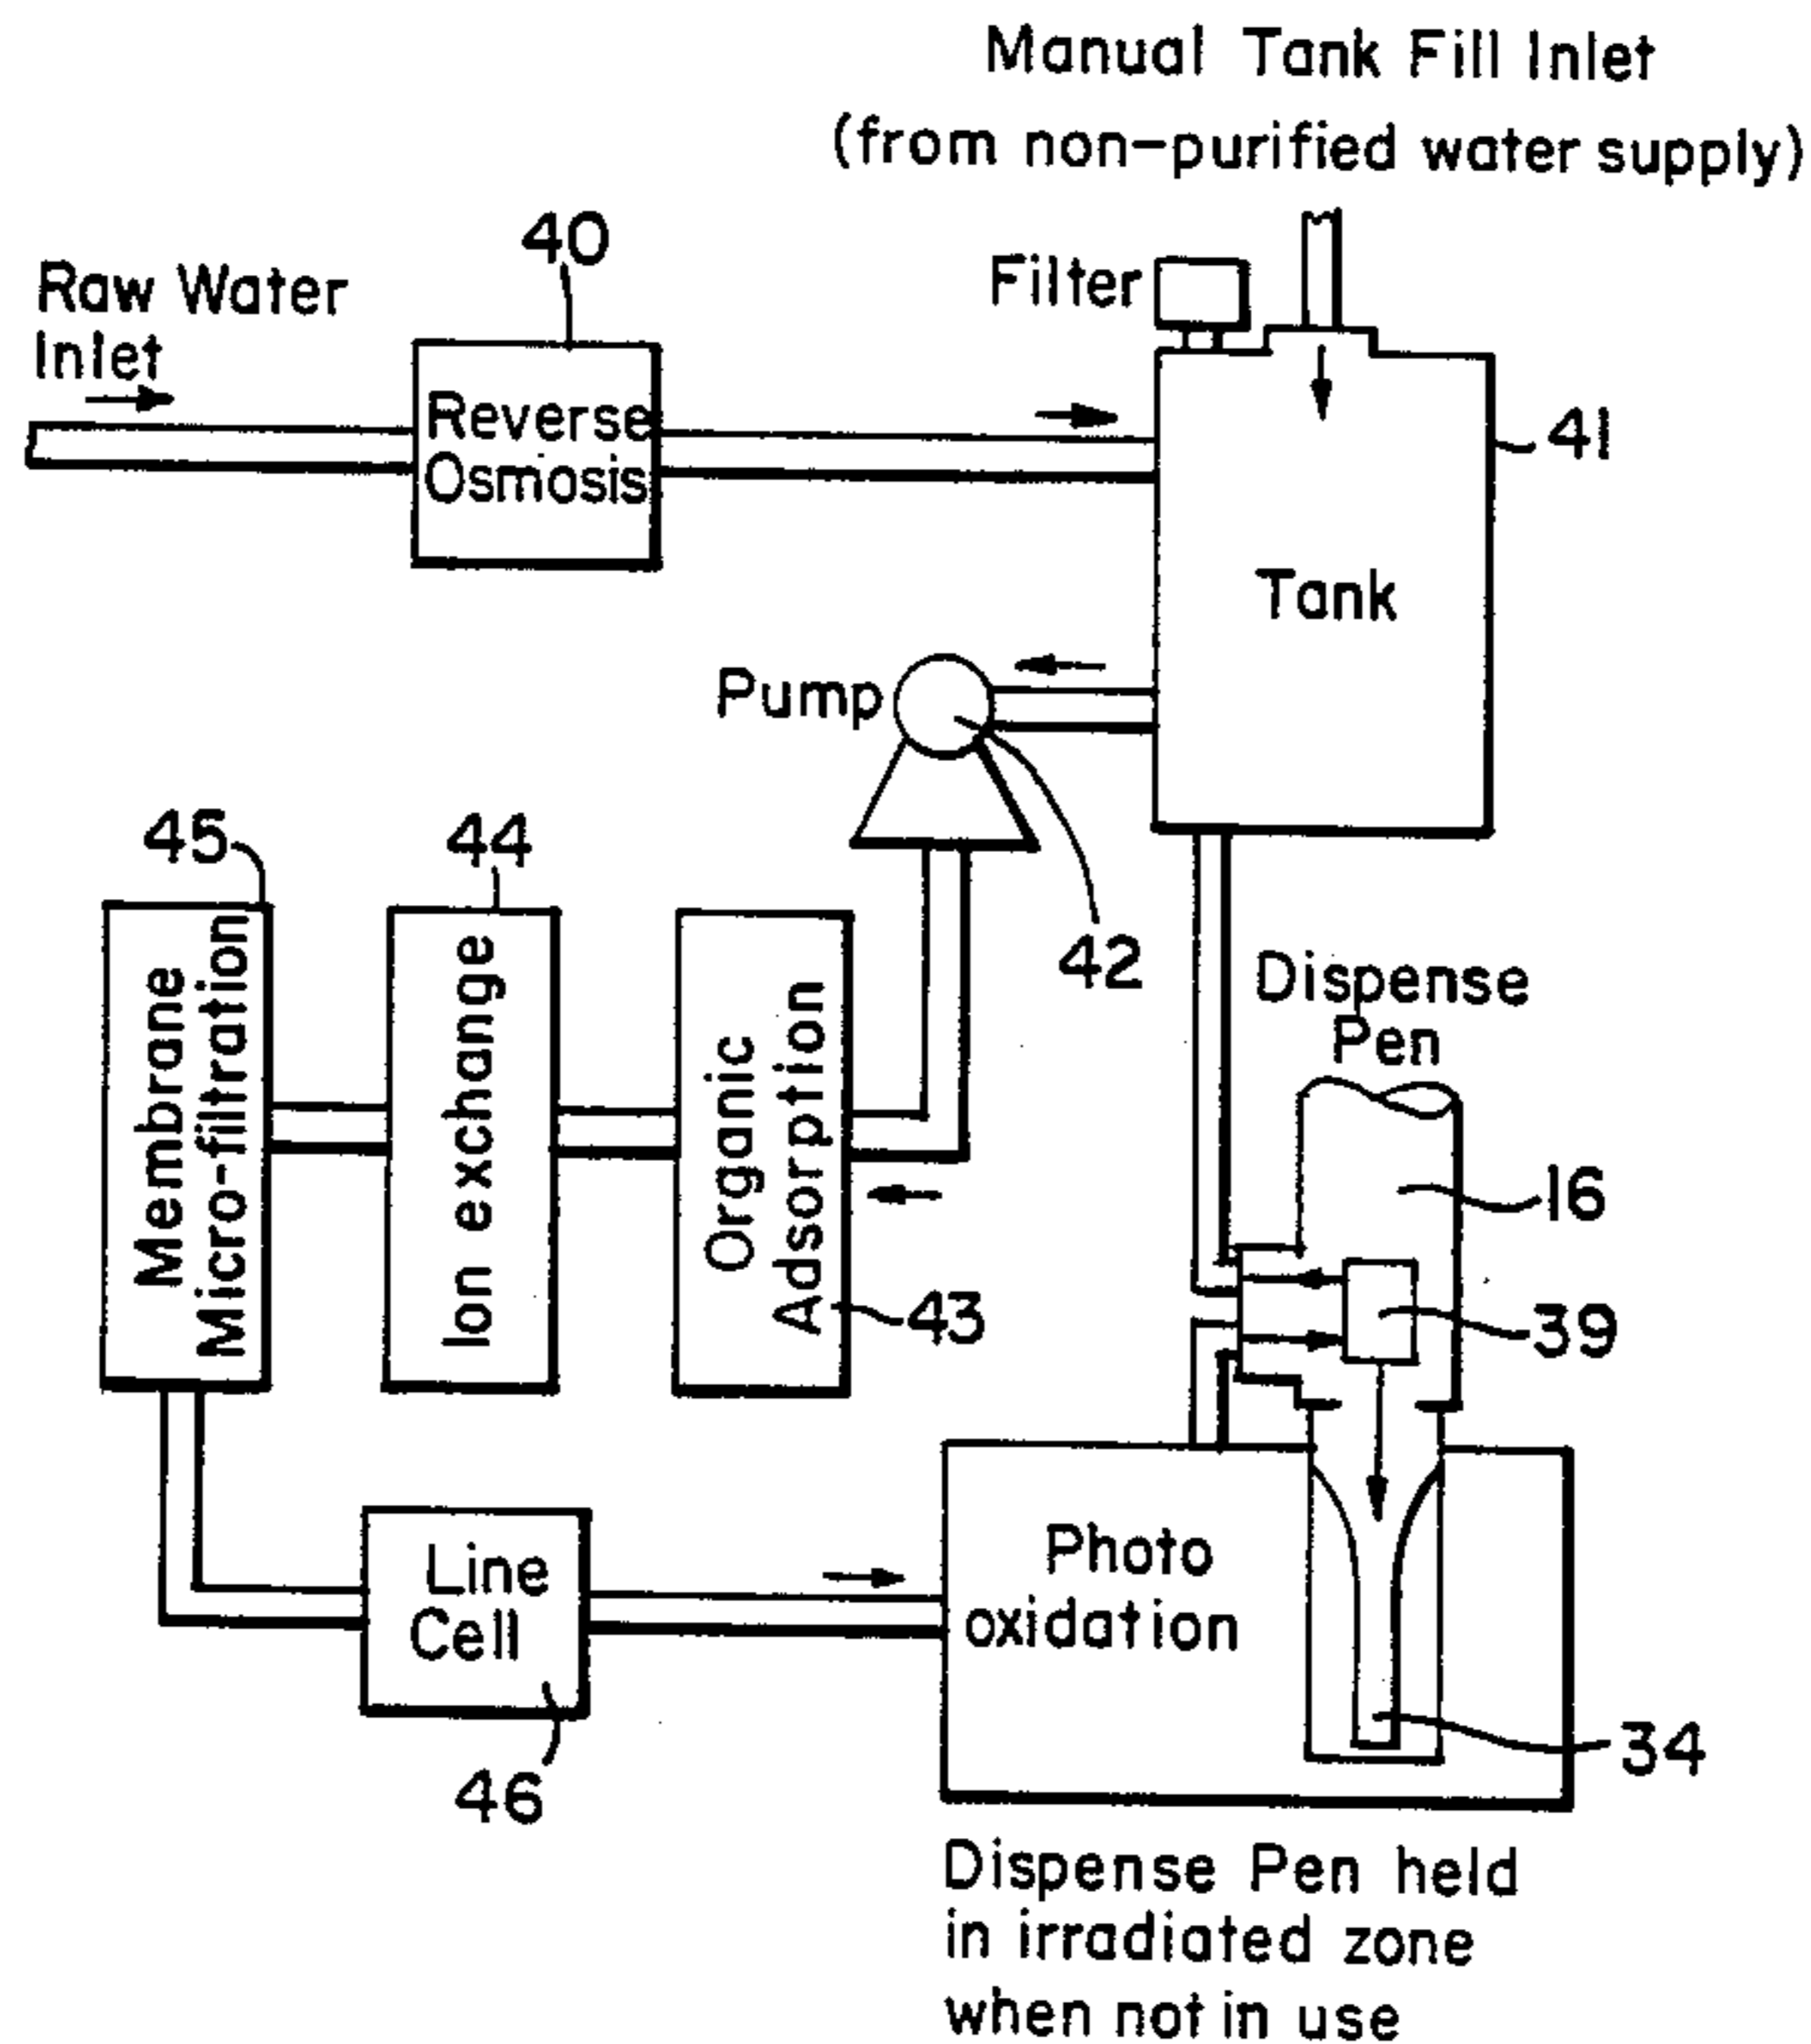 Manual Tank Fill Inlet
(from non-purified water supply)
40
Raw Water
Inlet
Filter
Reverse
Osmosis
41
Tank
Pump
45
44
42
Membrane
Micro-filtration
Ion exchange
Organic
Adsorption
43
Dispense
Pen
16
39
Line
Cell
46
Photo
oxidation
34
Dispense Pen held
in irradiated zone
when not in use